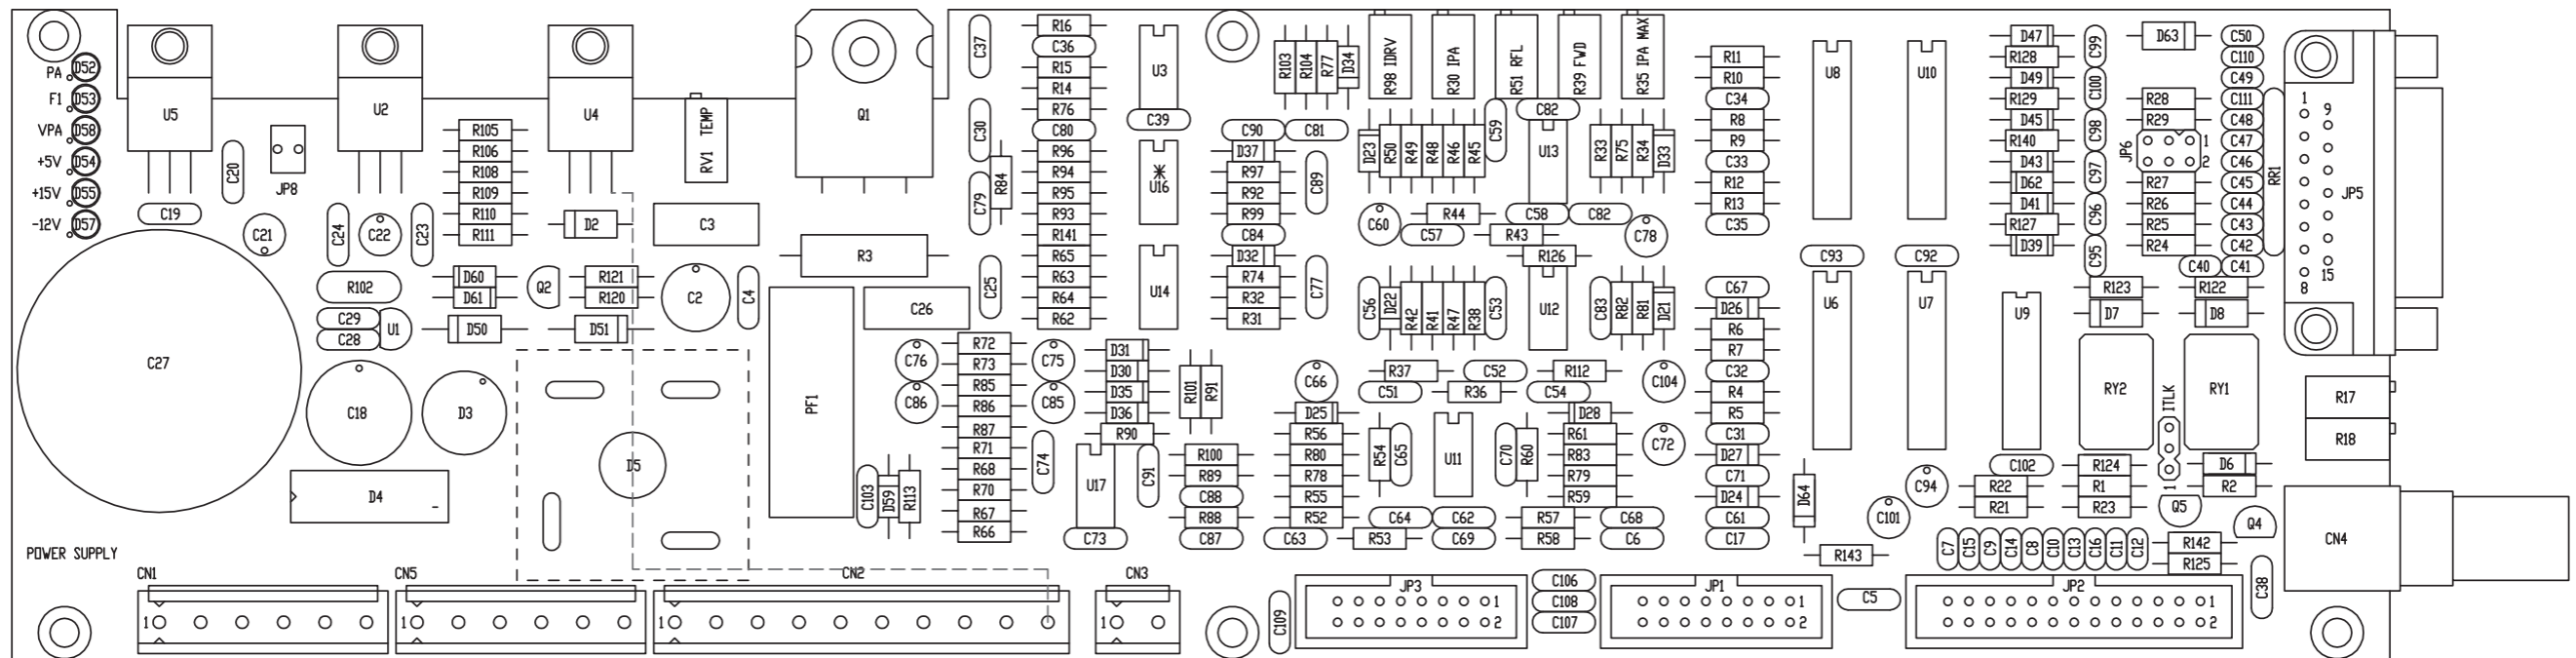 PA D52
F1 D53
VPA D58
+5V D54
+15V D55
-12V D57
U5
U2
U4
RV1 TEMP
Q1
C20
JP8
C19
C21
C24
C22
C23
R105
R106
R108
R109
R110
R111
D2
C3
R3
C37
C30
C79
R84
C25
R102
C29
C28
U1
D60
D61
D50
Q2
R121
R120
D51
C2
C4
C26
C27
C18
D3
D4
-
D5
PF1
C76
C86
C75
C85
R72
R73
R85
R86
R87
R71
R68
R70
R67
R66
C74
C103
D59
R113
R16
C36
R15
R14
R76
C80
R96
R94
R95
R93
R141
R65
R63
R64
R62
U3
C39
U16
U14
D31
D30
D35
D36
R90
R101
R91
U17
C91
C73
R100
R89
C88
R88
C87
R103
R104
R77
D34
C90
C81
D37
R97
R92
R99
C84
D32
R74
R32
R31
C89
C77
R98 IDRV
R30 IPA
R51 RFL
R39 FWD
R35 IPA MAX
D23
R50
R49
R48
R46
R45
C59
C82
U13
R33
R75
R34
D33
C60
R44
C57
C58
C82
R43
R126
C78
C56
D22
R42
R41
R47
R38
C53
U12
C83
R82
R81
D21
C66
R37
C51
C52
R36
R112
C54
C104
D25
R56
R80
R78
R55
R52
C63
R54
C65
U11
C70
R60
D28
R61
R83
R79
R59
C72
C64
R53
C62
C69
R57
R58
C68
C6
R11
R10
C34
R8
R9
C33
R12
R13
C35
C67
D26
R6
R7
C32
R4
R5
C31
D27
C71
D24
C61
C17
U8
U10
C93
C92
U6
U7
U9
D64
C94
C101
R143
C102
R22
R21
D47
R128
D49
R129
D45
R140
D43
D62
D41
R127
D39
C99
C100
C98
C97
C96
C95
D63
R28
R29
JP6
1
2
R27
R26
R25
R24
C50
C110
C49
C111
C48
C47
C46
C45
C44
C43
C42
C40
C41
RR1
1
9
JP5
15
8
R123
R122
D7
D8
RY2
RY1
ITLK
1
R17
R18
R124
R1
R23
D6
R2
Q5
Q4
CN4
C7
C15
C9
C14
C8
C10
C13
C16
C11
C12
R142
R125
C38
POWER SUPPLY
CN1
1
CN5
1
CN2
1
CN3
1
C109
JP3
1
2
C106
C108
C107
JP1
1
2
C5
JP2
1
2